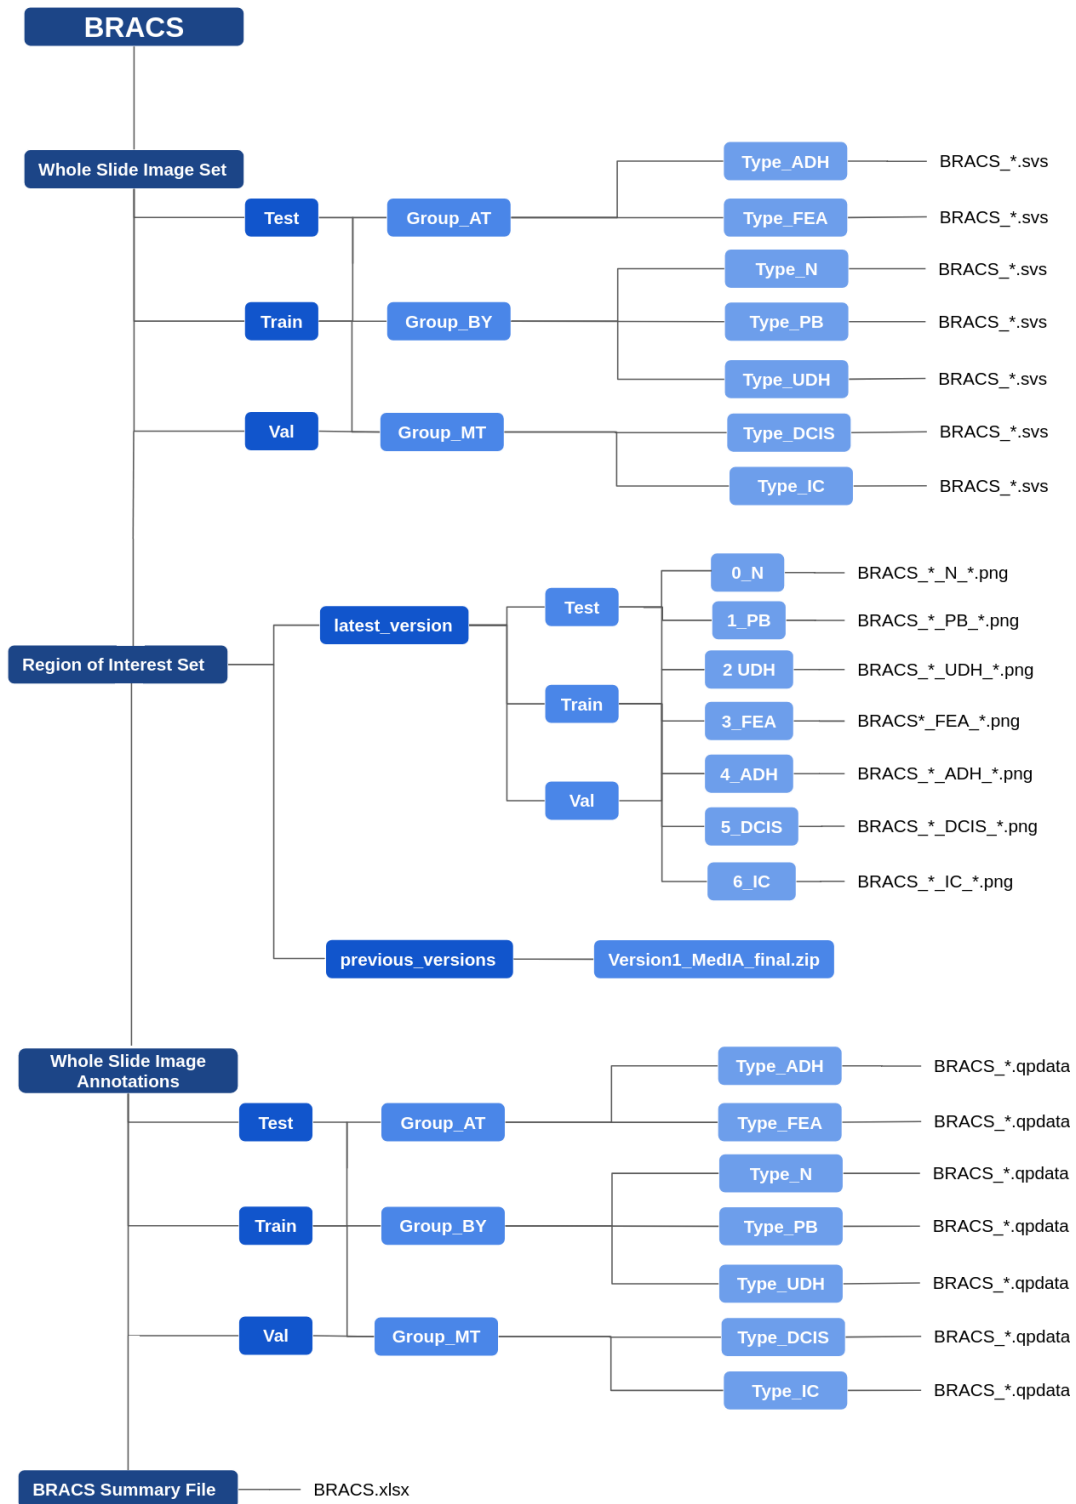 BRACS
Whole Slide Image Set
Type_ADH
BRACS_*.svs
Test
Group_AT
Type_FEA
BRACS_*.svs
Type_N
BRACS_*.svs
Train
Group_BY
Type_PB
BRACS_*.svs
Type_UDH
BRACS_*.svs
Val
Group_MT
Type_DCIS
BRACS_*.svs
Type_IC
BRACS_*.svs
0_N
BRACS_*_N_*.png
latest_version
Test
1_PB
BRACS_*_PB_*.png
Region of Interest Set
2 UDH
BRACS_*_UDH_*.png
Train
3_FEA
BRACS*_FEA_*.png
4_ADH
BRACS_*_ADH_*.png
Val
5_DCIS
BRACS_*_DCIS_*.png
6_IC
BRACS_*_IC_*.png
previous_versions
Version1_MedIA_final.zip
Whole Slide Image
Annotations
Type_ADH
BRACS_*.qpdata
Test
Group_AT
Type_FEA
BRACS_*.qpdata
Type_N
BRACS_*.qpdata
Train
Group_BY
Type_PB
BRACS_*.qpdata
Type_UDH
BRACS_*.qpdata
Val
Group_MT
Type_DCIS
BRACS_*.qpdata
Type_IC
BRACS_*.qpdata
BRACS Summary File
BRACS.xlsx